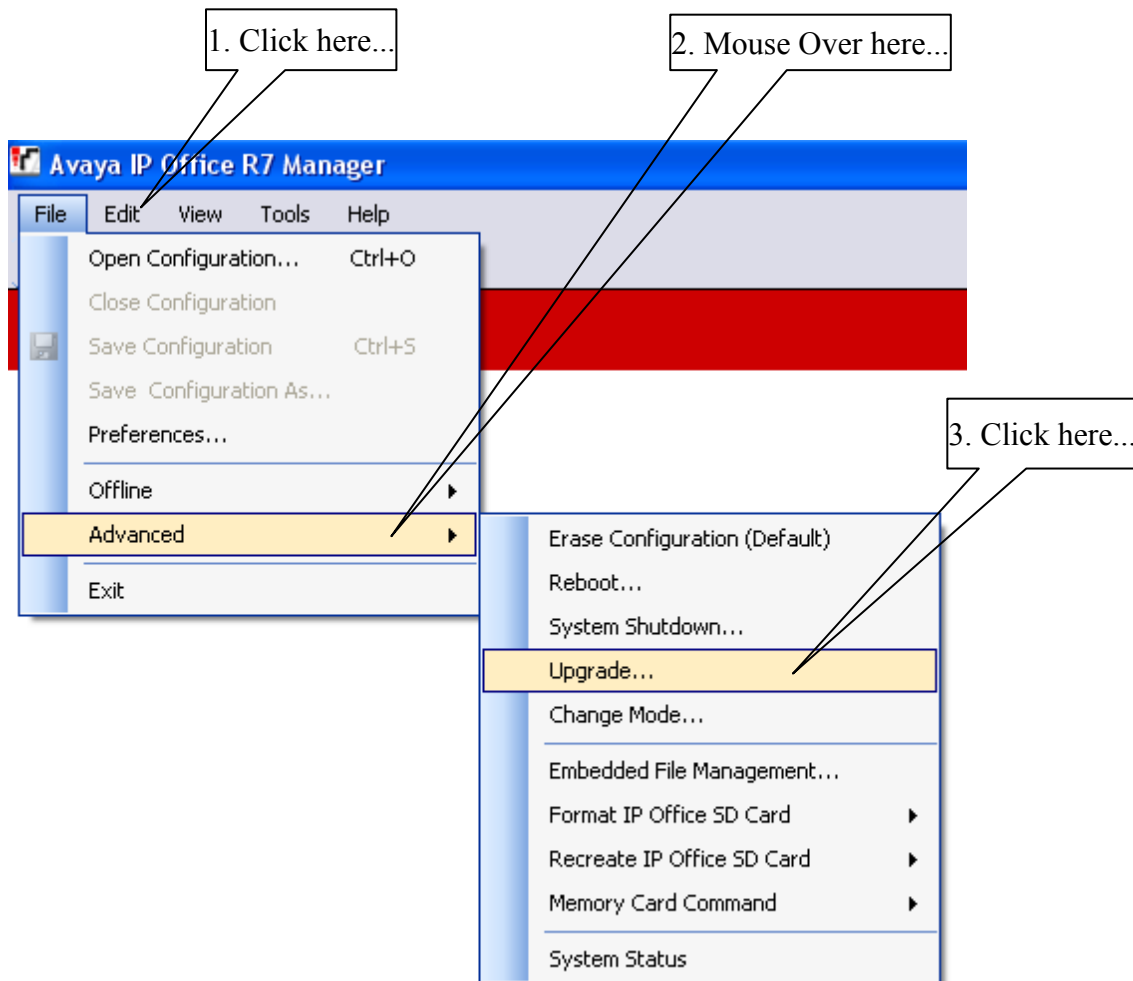 1. Click here...
2. Mouse Over here...
Avaya IP Office R7 Manager
File Edit View Tools Help
Open Configuration... Ctrl+O
Close Configuration
Save Configuration Ctrl+S
Save Configuration As...
Preferences...
3. Click here...
Offline
Advanced
Exit
Erase Configuration (Default)
Reboot...
System Shutdown...
Upgrade...
Change Mode...
Embedded File Management...
Format IP Office SD Card
Recreate IP Office SD Card
Memory Card Command
System Status